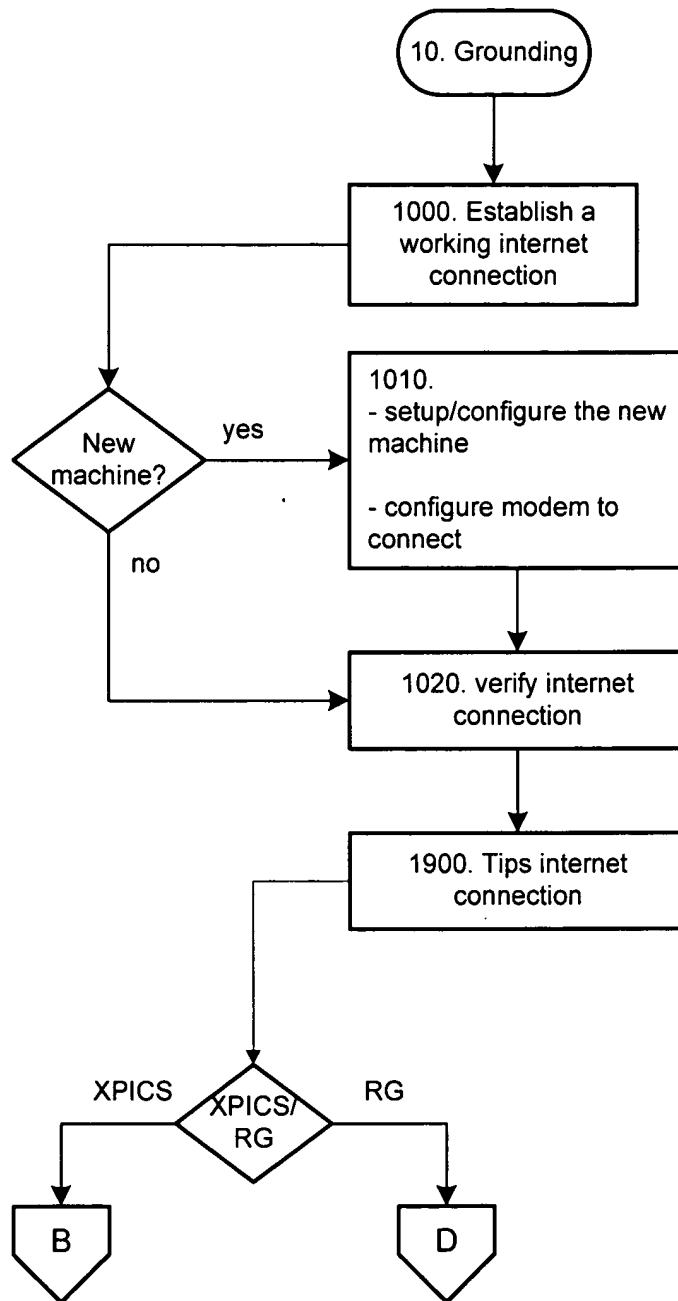 10. Grounding
1000. Establish a
working internet
connection
New
machine?
yes
no
1010.
- setup/configure the new
machine
- configure modem to
connect
1020. verify internet
connection
1900. Tips internet
connection
XPICS
XPICS/
RG
RG
B
D